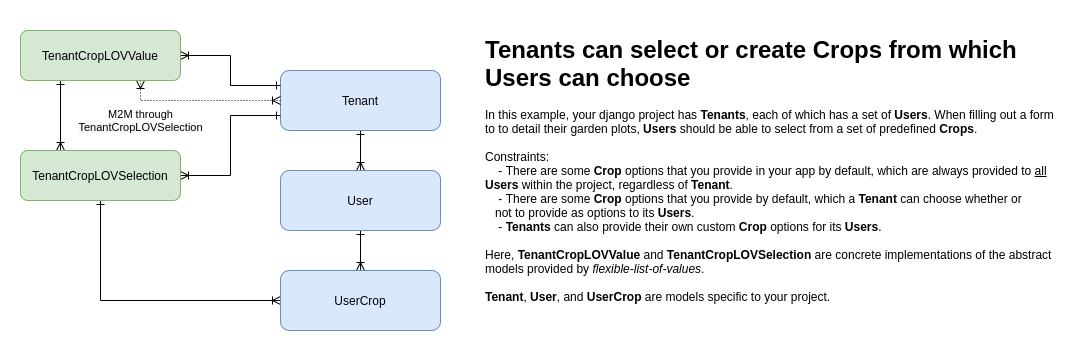 TenantCropLOVValue
Tenant
M2M through
TenantCropLOVSelection
TenantCropLOVSelection
User
UserCrop
Tenants can select or create Crops from which
Users can choose
In this example, your django project has Tenants, each of which has a set of Users. When filling out a form
to to detail their garden plots, Users should be able to select from a set of predefined Crops.
Constraints:
- There are some Crop options that you provide in your app by default, which are always provided to all
Users within the project, regardless of Tenant.
- There are some Crop options that you provide by default, which a Tenant can choose whether or
not to provide as options to its Users.
- Tenants can also provide their own custom Crop options for its Users.
Here, TenantCropLOVValue and TenantCropLOVSelection are concrete implementations of the abstract
models provided by flexible-list-of-values.
Tenant, User, and UserCrop are models specific to your project.